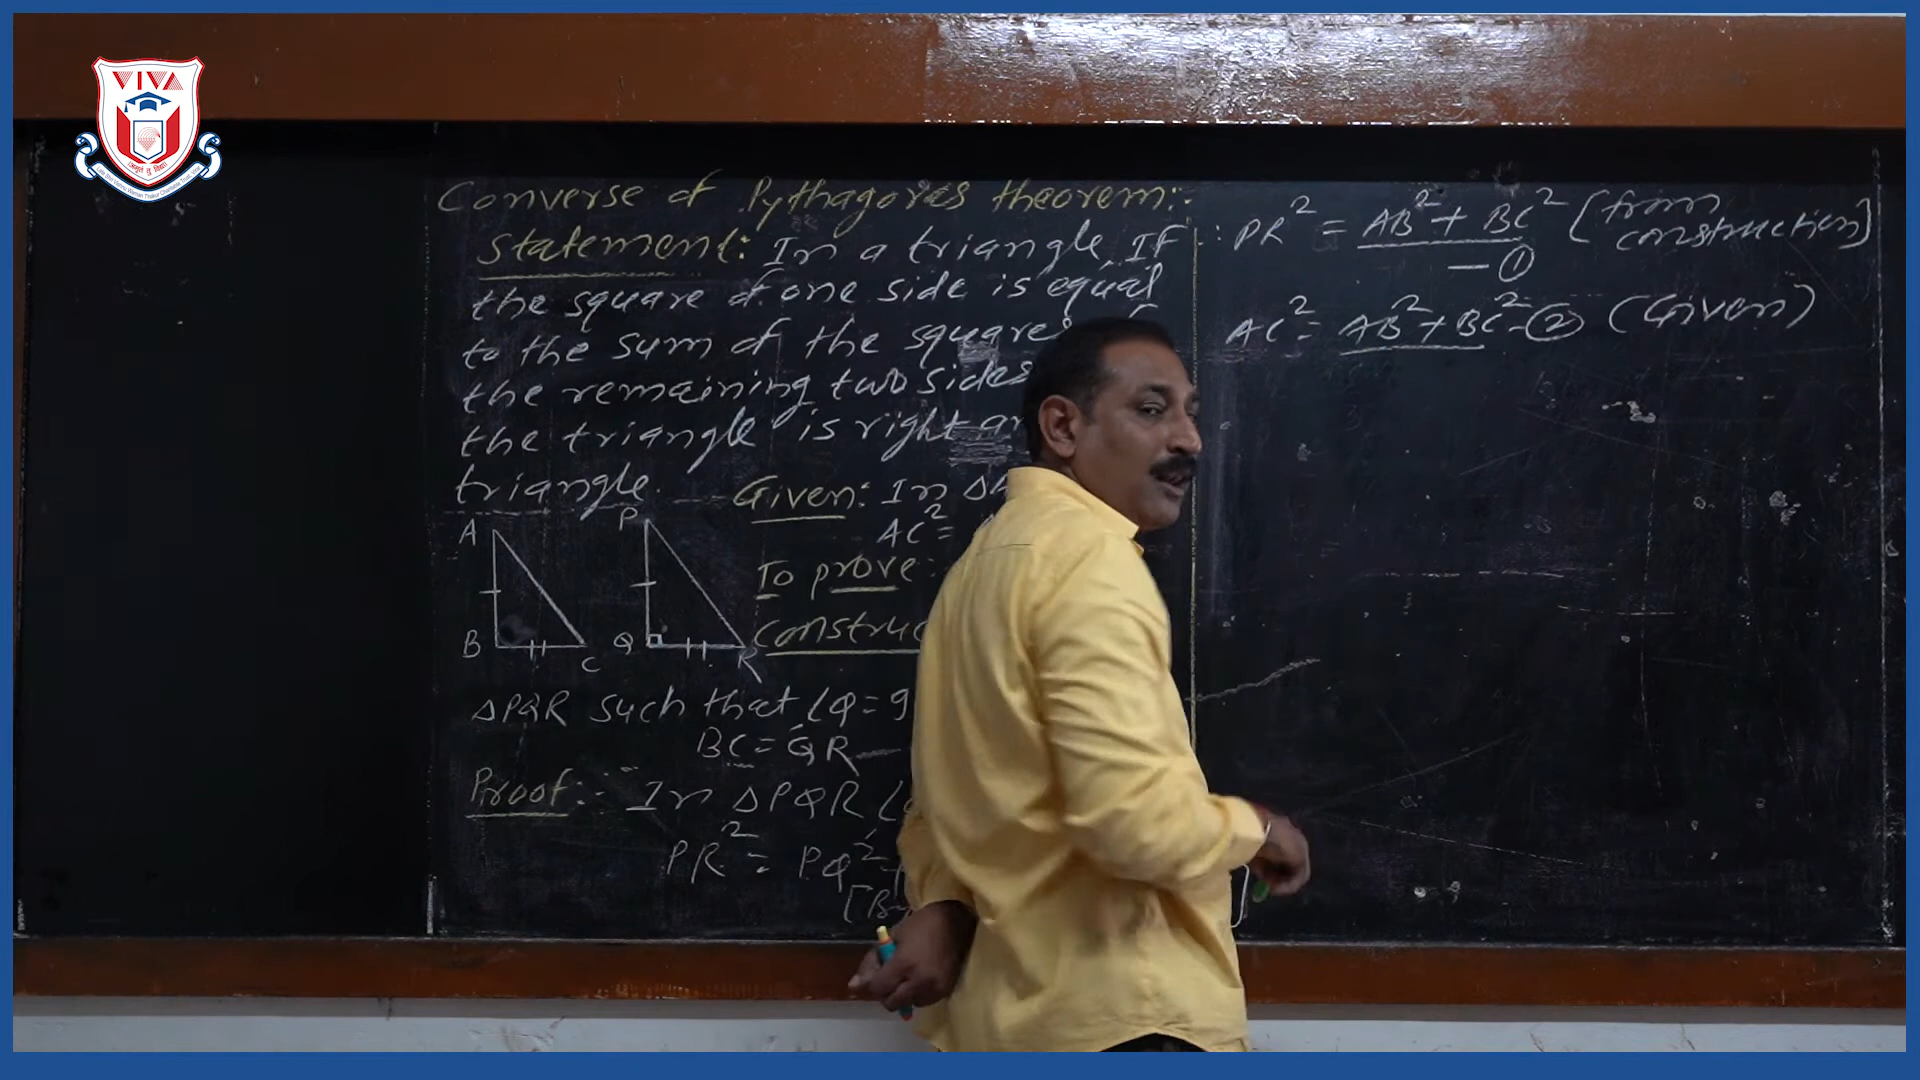 VIVA
Converse of Pythagoras theorem:-
Statement: In a triangle, If
the square of one side is equal
to the sum of the square
the remaining two sides
the triangle is right
triangle.
Given: In
AC² =
A
B
C
P
Q
R
To prove:
ΔPQR such that ∠Q = 9
BC = QR —
Proof:- In ΔPQR
PR² = PQ²
∴ PR² = AB² + BC² [from
construction]
— ①
AC² = AB² + BC² - ② (Given)